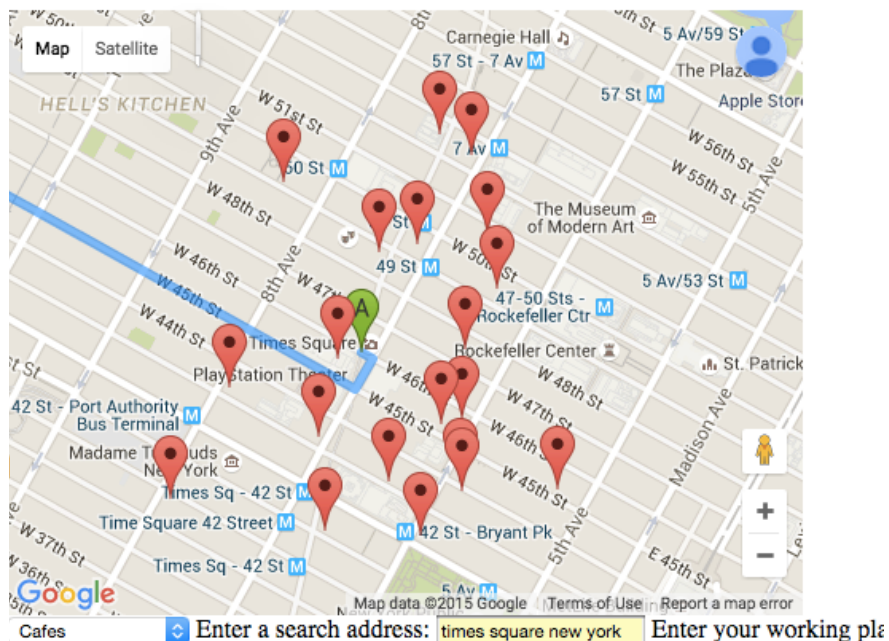 Map Satellite
Carnegie Hall
57 St - 7 Av M
5 Av/59 St
The Plaza
Apple Store
57 St M
HELL'S KITCHEN
W 51st St
9th Ave
50 St M
7 Av M
W 56th St
W 55th St
5th Ave
W 48th St
The Museum
of Modern Art
St M
W 50th St
49 St M
5 Av/53 St M
W 46th St
8th Ave
W 47th St
W 45th St
47-50 Sts -
Rockefeller Ctr M
A
W 44th St
Times Square
Rockefeller Center
St. Patrick
PlayStation Theater
W 46th
W 48th St
42 St - Port Authority
Bus Terminal M
W 45th St
W 47th St
Madison Ave
W 46th St
Madame
New York
W 45th St
Times Sq - 42 St M
Time Square 42 Street M
M 42 St - Bryant Pk
5th Ave
W 37th St
Times Sq - 42 St M
E 45th St
W 36th St
5 Av M
Google
Map data ©2015 Google Terms of Use Report a map error
Cafes Enter a search address: times square new york Enter your working pla